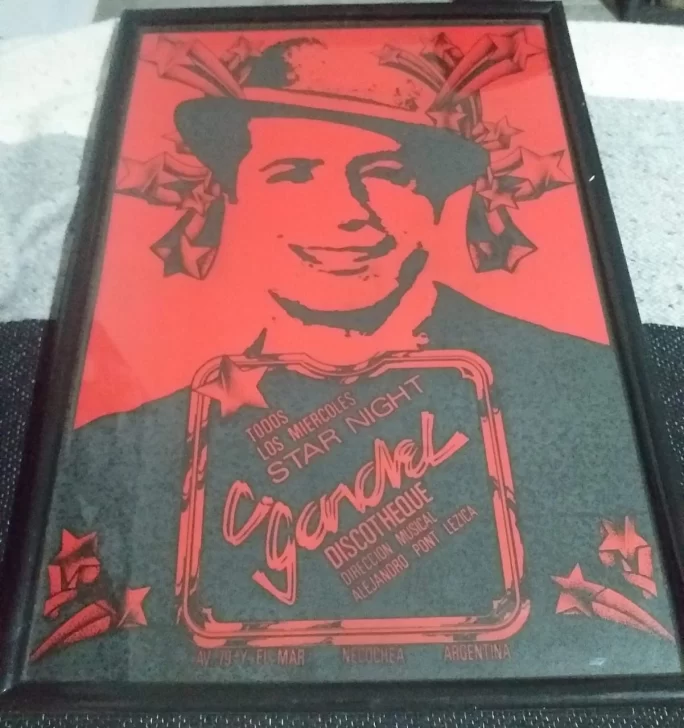 TODOS
LOS MIERCOLES
STAR NIGHT
C. Gardel
DISCOTHEQUE
DIRECCION MUSICAL
ALEJANDRO PONT LEZICA
AV. 79 Y EL MAR NECOCHEA ARGENTINA